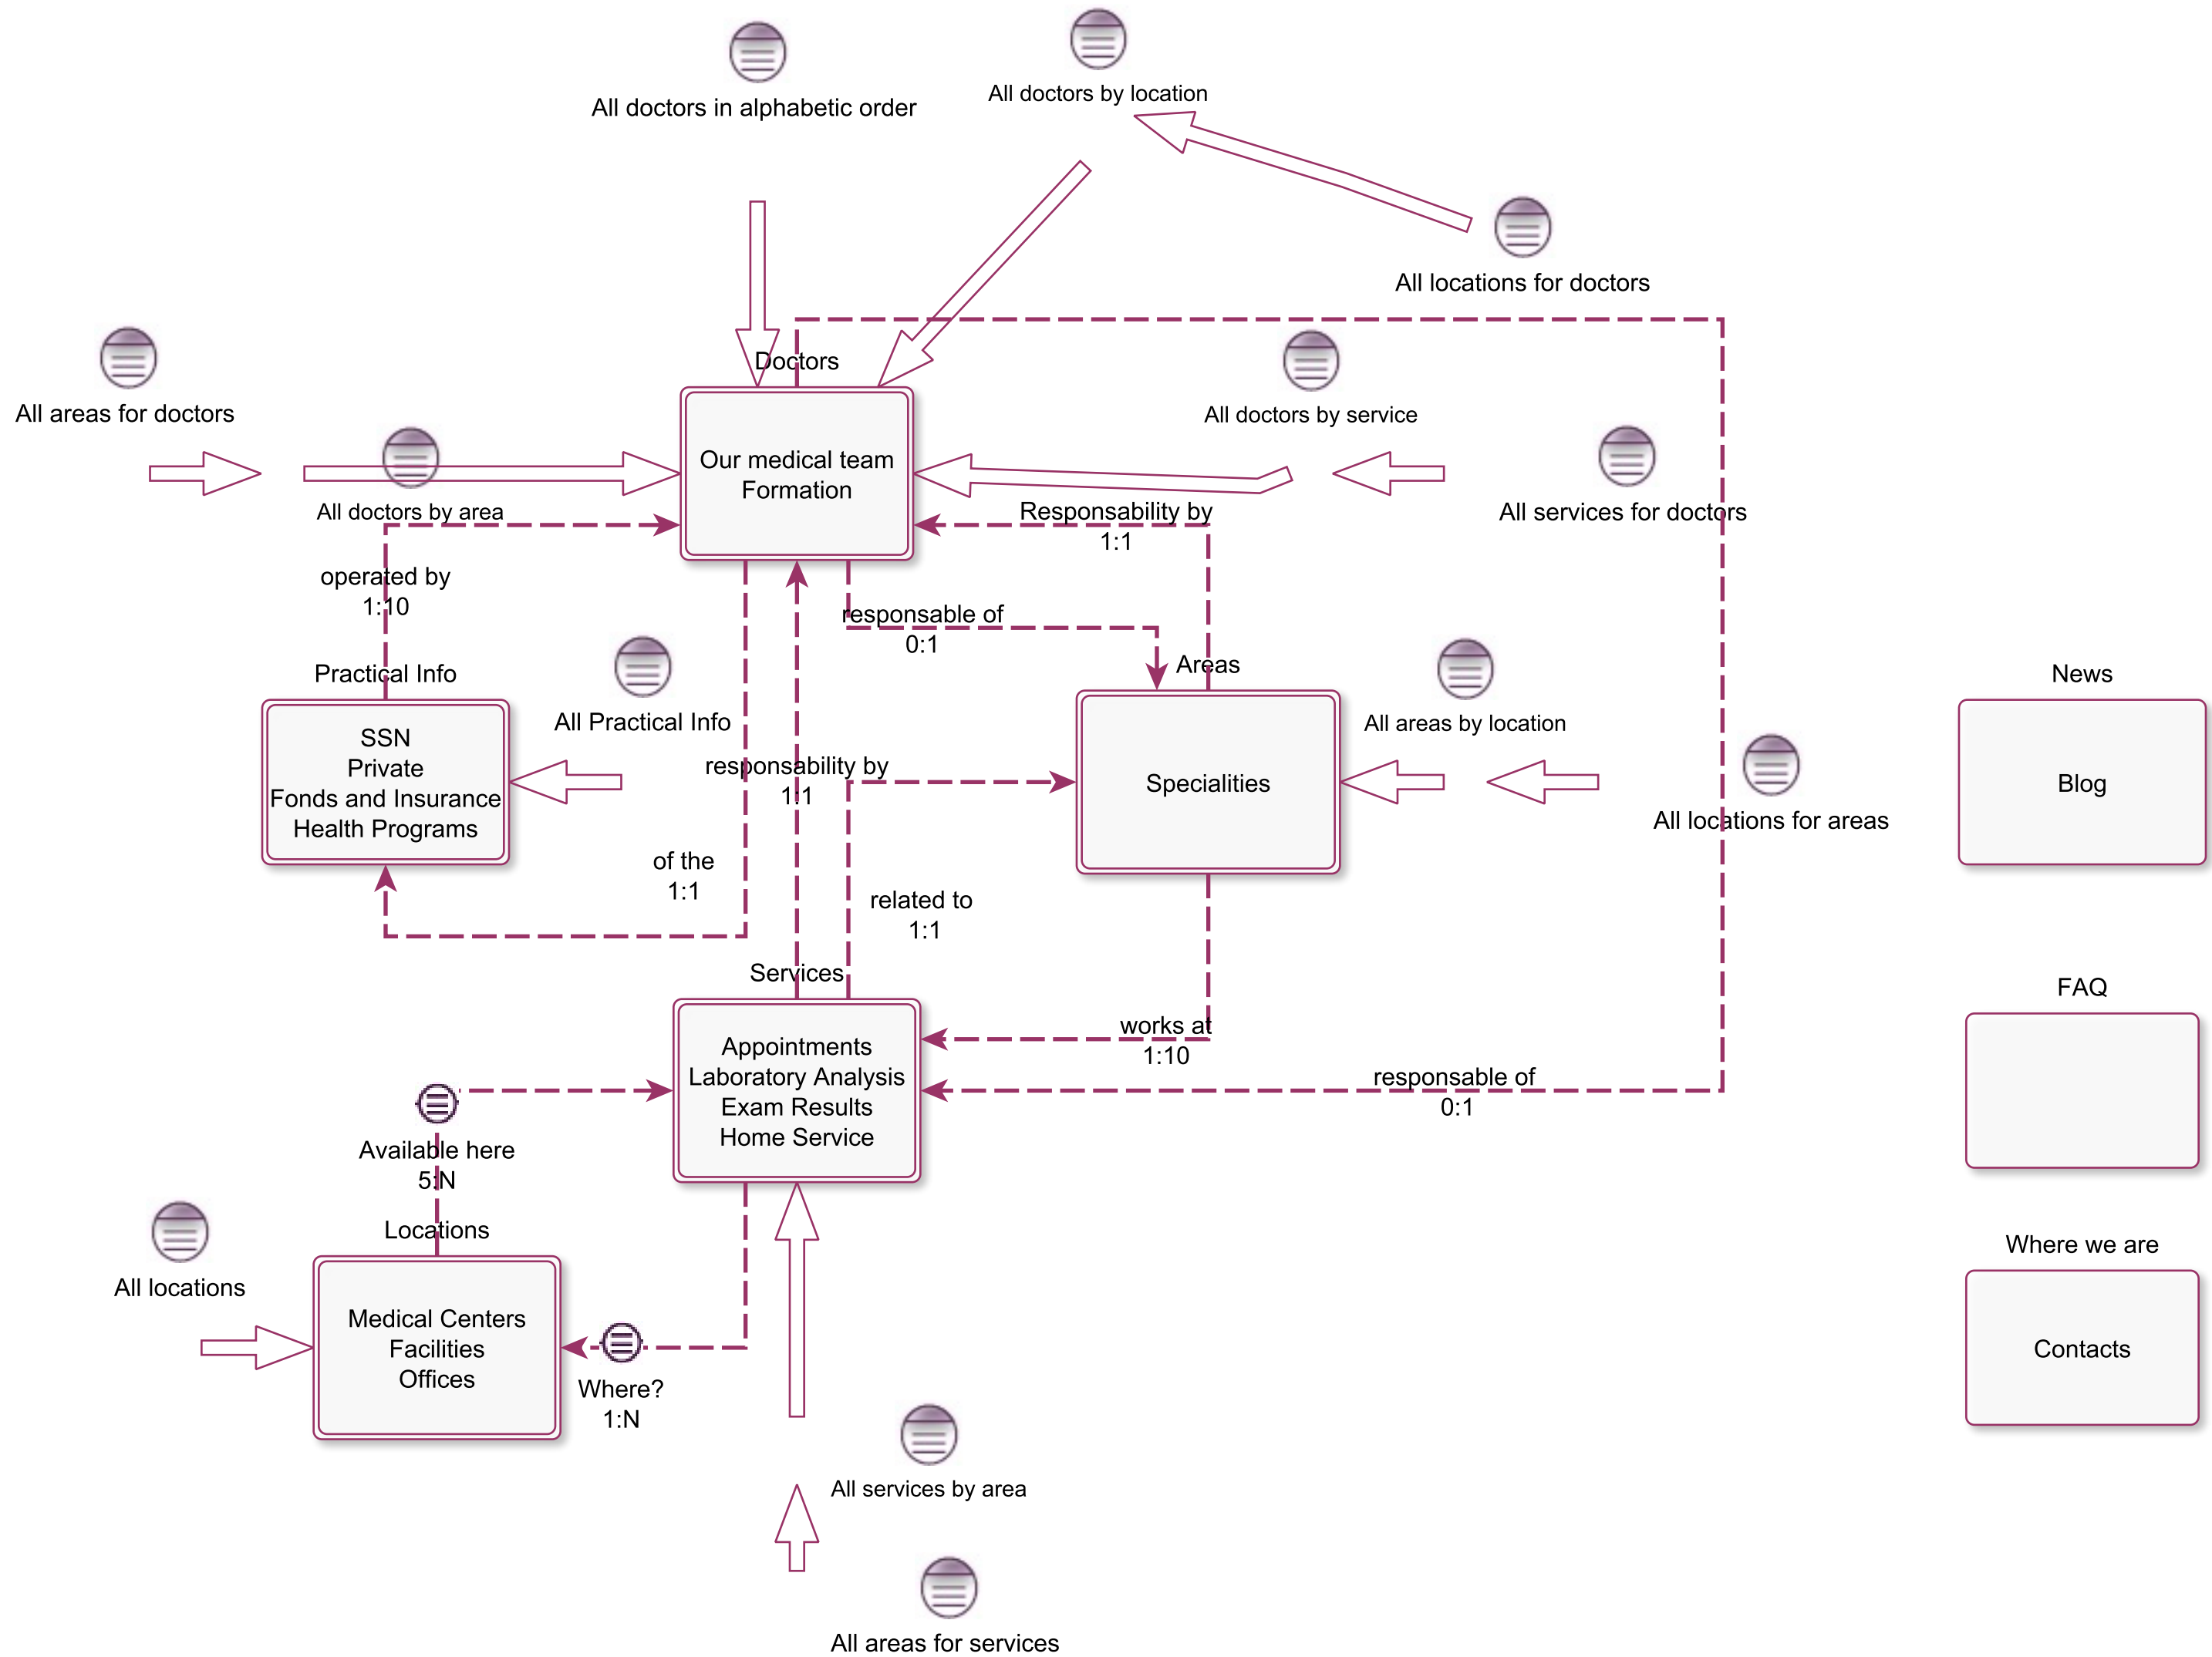 All doctors in alphabetic order
All doctors by location
All locations for doctors
All areas for doctors
All doctors by area
Doctors
Our medical team
Formation
All doctors by service
All services for doctors
Responsability by
1:1
operated by
1:10
responsable of
0:1
Practical Info
SSN
Private
Fonds and Insurance
Health Programs
All Practical Info
responsability by
1:1
Areas
Specialities
All areas by location
All locations for areas
News
Blog
of the
1:1
related to
1:1
Services
Appointments
Laboratory Analysis
Exam Results
Home Service
works at
1:10
responsable of
0:1
FAQ
Available here
5:N
Locations
Medical Centers
Facilities
Offices
All locations
Where?
1:N
Where we are
Contacts
All services by area
All areas for services